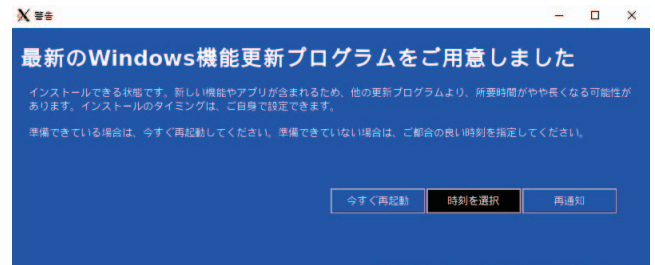 警告
最新のWindows機能更新プログラムをご用意しました
インストールできる状態です。新しい機能やアプリが含まれるため、他の更新プログラムより、所要時間がやや長くなる可能性が
あります。インストールのタイミングは、ご自身で設定できます。
準備できている場合は、今すぐ再起動してください。準備できていない場合は、ご都合の良い時刻を指定してください。
今すぐ再起動 時刻を選択 再通知